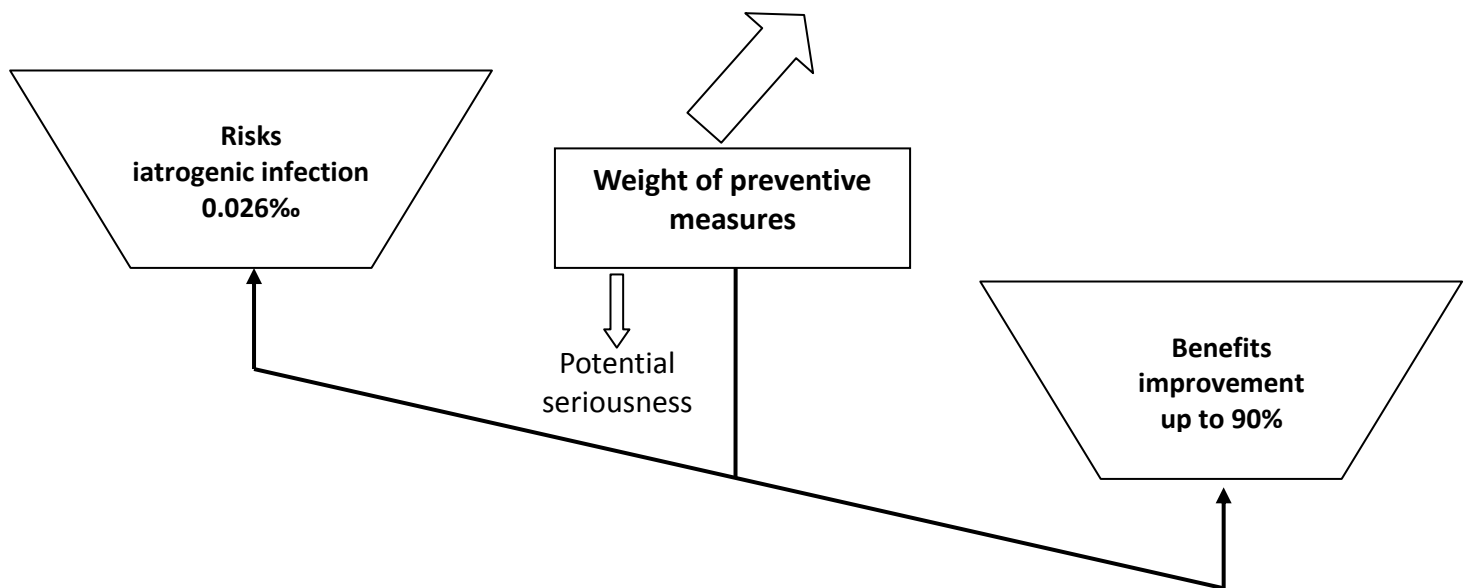 Risks
iatrogenic infection
0.026‰
Weight of preventive
measures
Potential
seriousness
Benefits
improvement
up to 90%